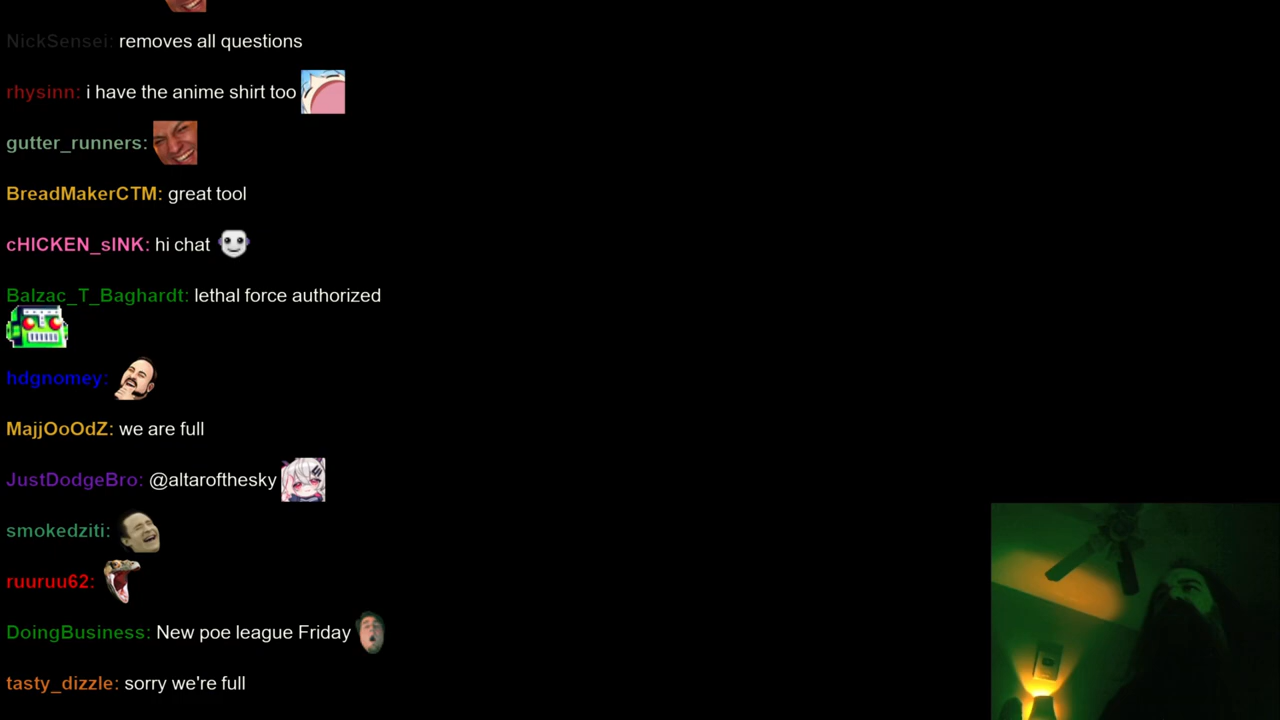 NickSensei: removes all questions
rhysinn: i have the anime shirt too
gutter_runners:
BreadMakerCTM: great tool
cHICKEN_sINK: hi chat
Balzac_T_Baghardt: lethal force authorized
hdgnomey:
MajjOoOdZ: we are full
JustDodgeBro: @altarofthesky
smokedziti:
ruuruu62:
DoingBusiness: New poe league Friday
tasty_dizzle: sorry we're full